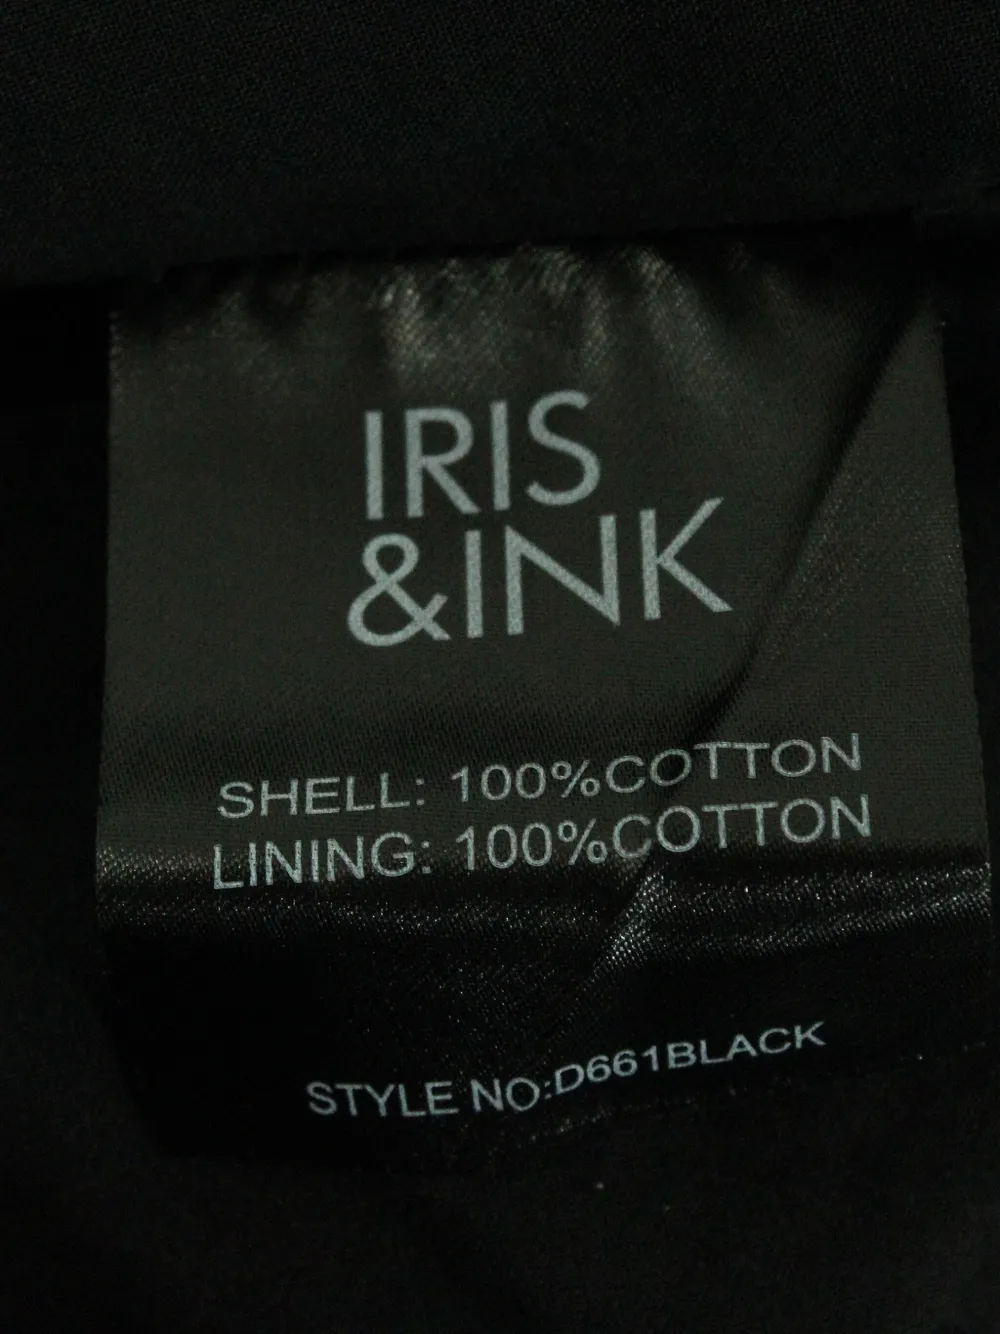 IRIS
&INK
SHELL: 100%COTTON
LINING: 100%COTTON
STYLE NO:D661BLACK